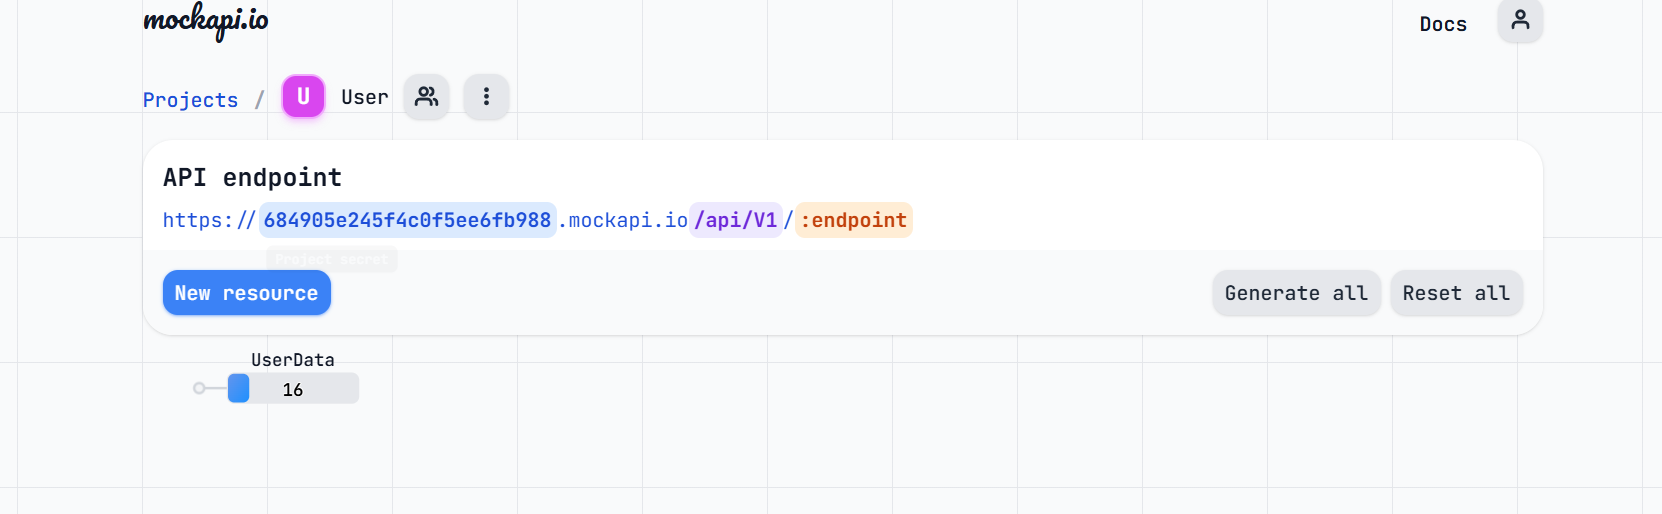 mockapi.io
Docs
Projects / U User
API endpoint
https://684905e245f4c0f5ee6fb988.mockapi.io/api/V1/:endpoint
Project secret
New resource
Generate all
Reset all
UserData
16